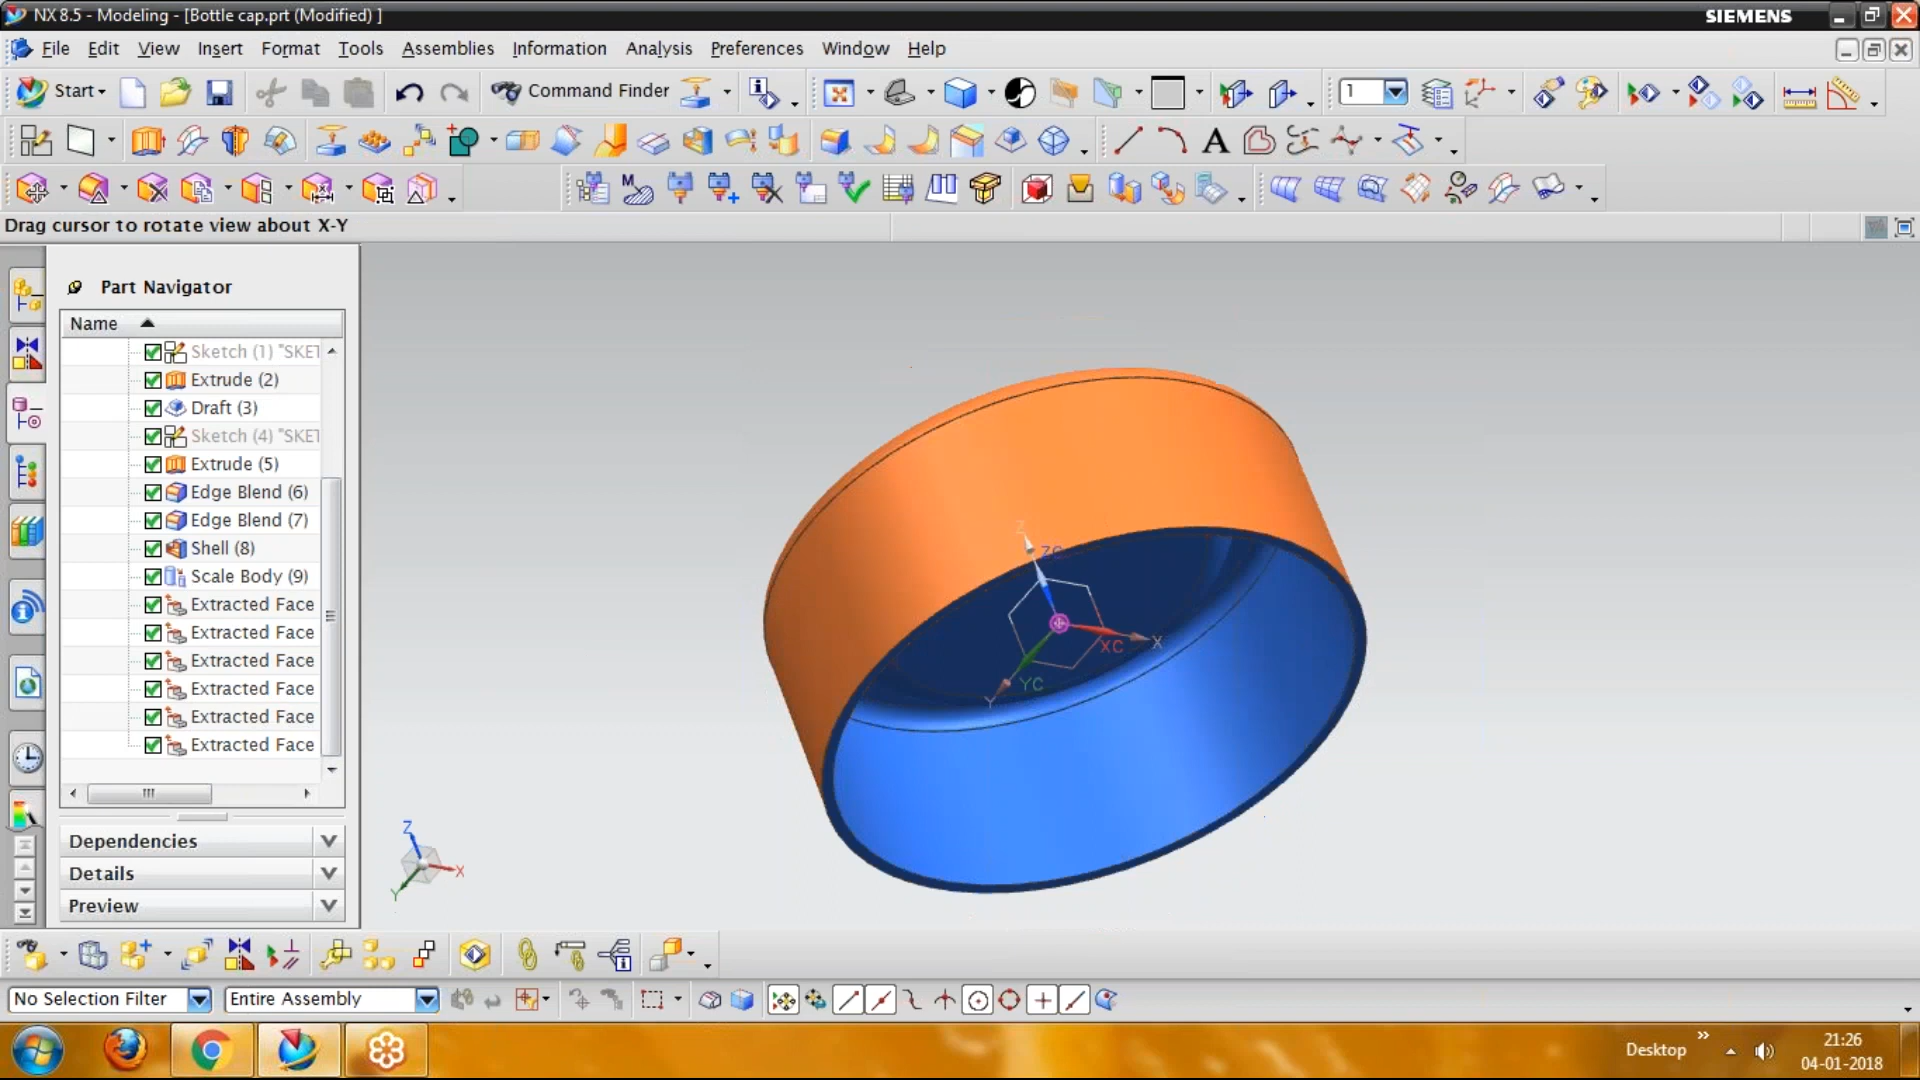 NX 8.5 - Modeling - [Bottle cap.prt (Modified) ]
SIEMENS
File Edit View Insert Format Tools Assemblies Information Analysis Preferences Window Help
Start Command Finder 1
Drag cursor to rotate view about X-Y
Part Navigator
Name
Sketch (1) "SKET
Extrude (2)
Draft (3)
Sketch (4) "SKET
Extrude (5)
Edge Blend (6)
Edge Blend (7)
Shell (8)
Scale Body (9)
Extracted Face
Extracted Face
Extracted Face
Extracted Face
Extracted Face
Extracted Face
Dependencies
Details
Preview
Z
ZC
XC
X
YC
Y
Z
X
Y
No Selection Filter
Entire Assembly
Desktop
21:26
04-01-2018